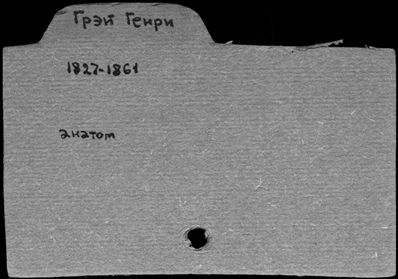 Грэй Генри
1827-1861
анатом